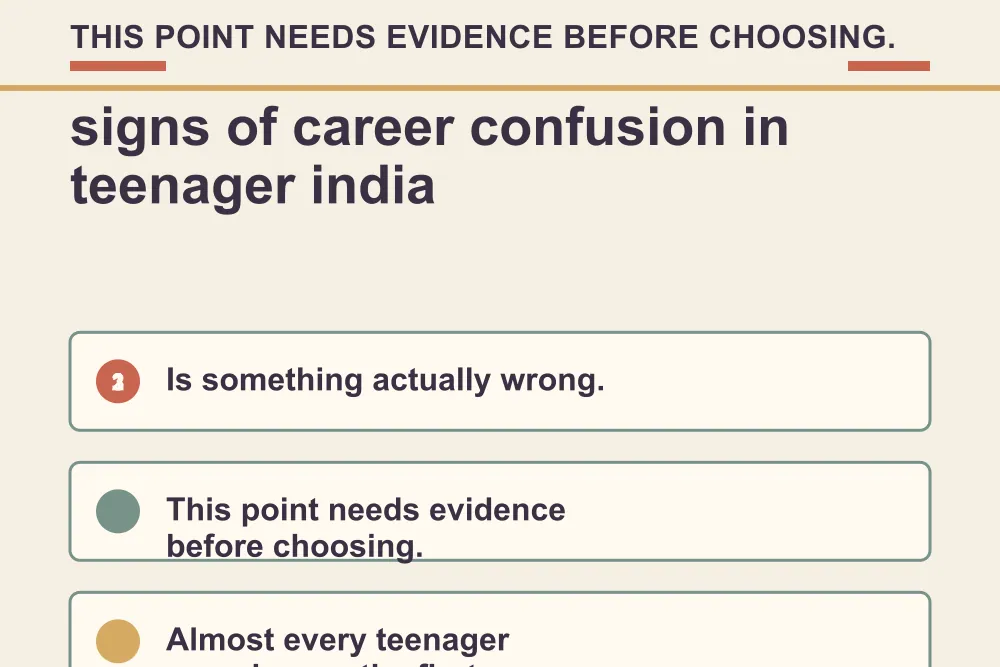 THIS POINT NEEDS EVIDENCE BEFORE CHOOSING.
signs of career confusion in
teenager india
Is something actually wrong.
This point needs evidence
before choosing.
Almost every teenager